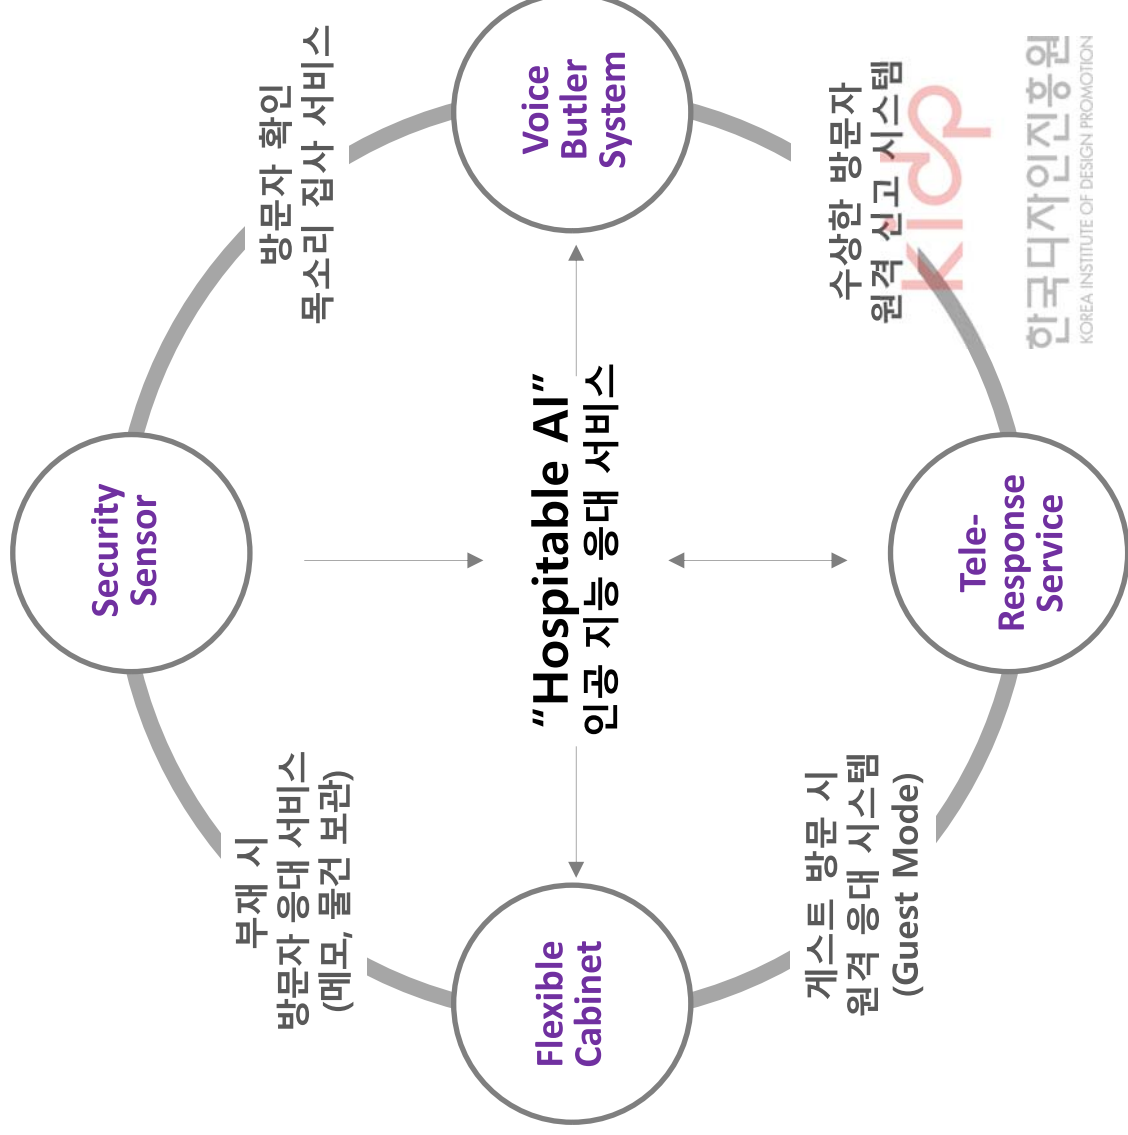 Security
Sensor
방문자 확인
목소리 집사 서비스
Voice
Butler
System
수상한 방문자
원격 신고 시스템
Tele-
Response
Service
게스트 방문 시
원격 응대 시스템
(Guest Mode)
Flexible
Cabinet
부재 시
방문자 응대 서비스
(메모, 물건 보관)
“Hospitable AI”
인공 지능 응대 서비스
kidp
한국디자인진흥원
KOREA INSTITUTE OF DESIGN PROMOTION